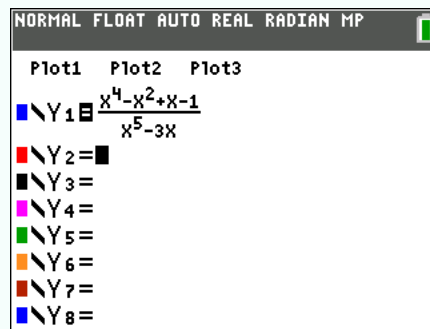 NORMAL FLOAT AUTO REAL RADIAN MP
Plot1 Plot2 Plot3
\Y₁=(X⁴-X²+X-1)/(X⁵-3X)
\Y₂=
\Y₃=
\Y₄=
\Y₅=
\Y₆=
\Y₇=
\Y₈=